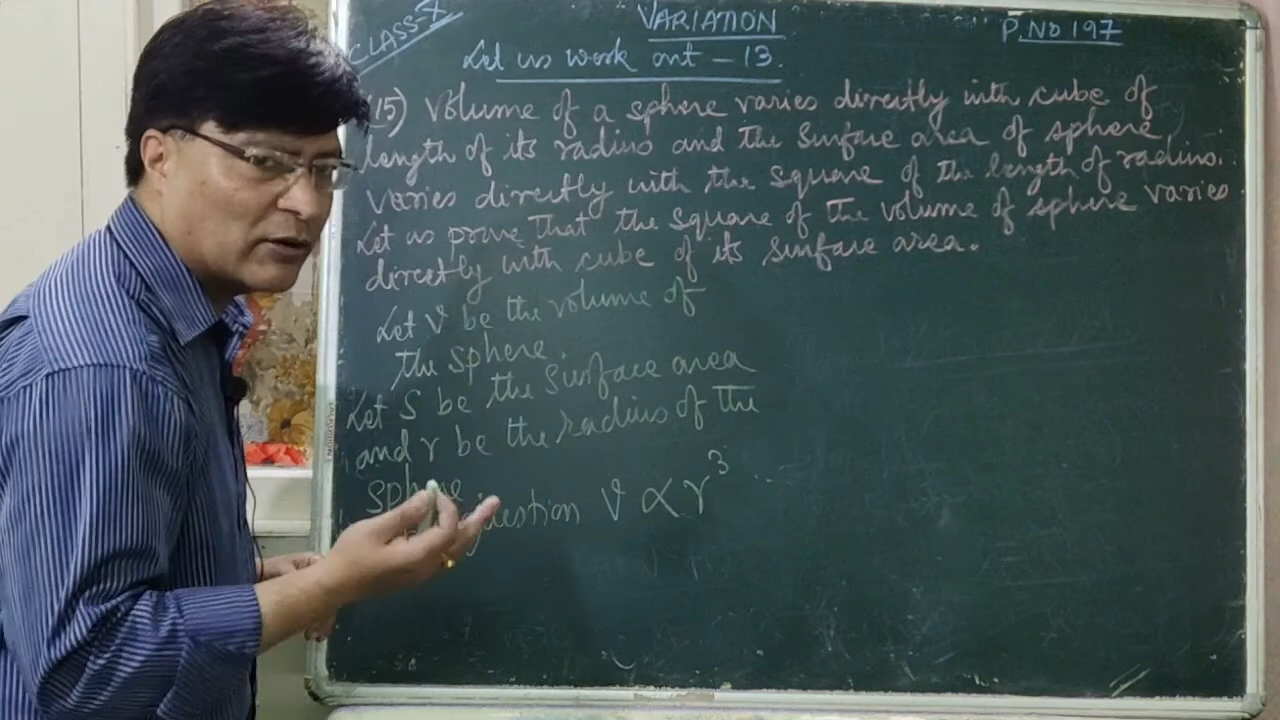 CLASS-X
VARIATION
P. NO 197
Let us work out - 13.
(15) Volume of a sphere varies directly with cube of
length of its radius and the surface area of sphere
varies directly with the square of the length of radius.
Let us prove that the square of the volume of sphere varies
directly with cube of its surface area.
Let V be the volume of
the sphere.
Let S be the surface area
and r be the radius of the
sphere.
question V ∝ r³